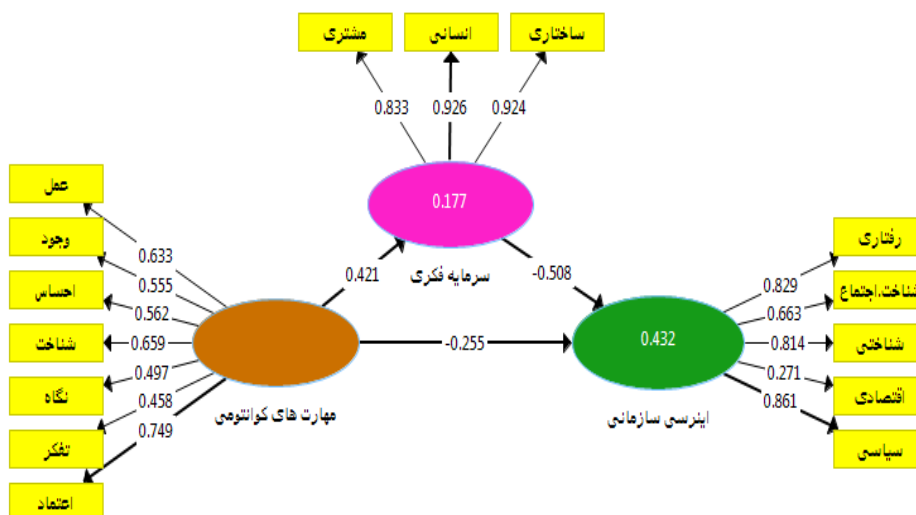 مشتری
انسانی
ساختاری
0.833
0.926
0.924
0.177
سرمایه فکری
عمل
وجود
احساس
شناخت
نگاه
تفکر
اعتماد
0.633
0.555
0.562
0.659
0.497
0.458
0.749
مهارت های کوانتومی
0.421
-0.508
-0.255
0.432
اینرسی سازمانی
0.829
0.663
0.814
0.271
0.861
رفتاری
شناخت.اجتماع
شناختی
اقتصادی
سیاسی